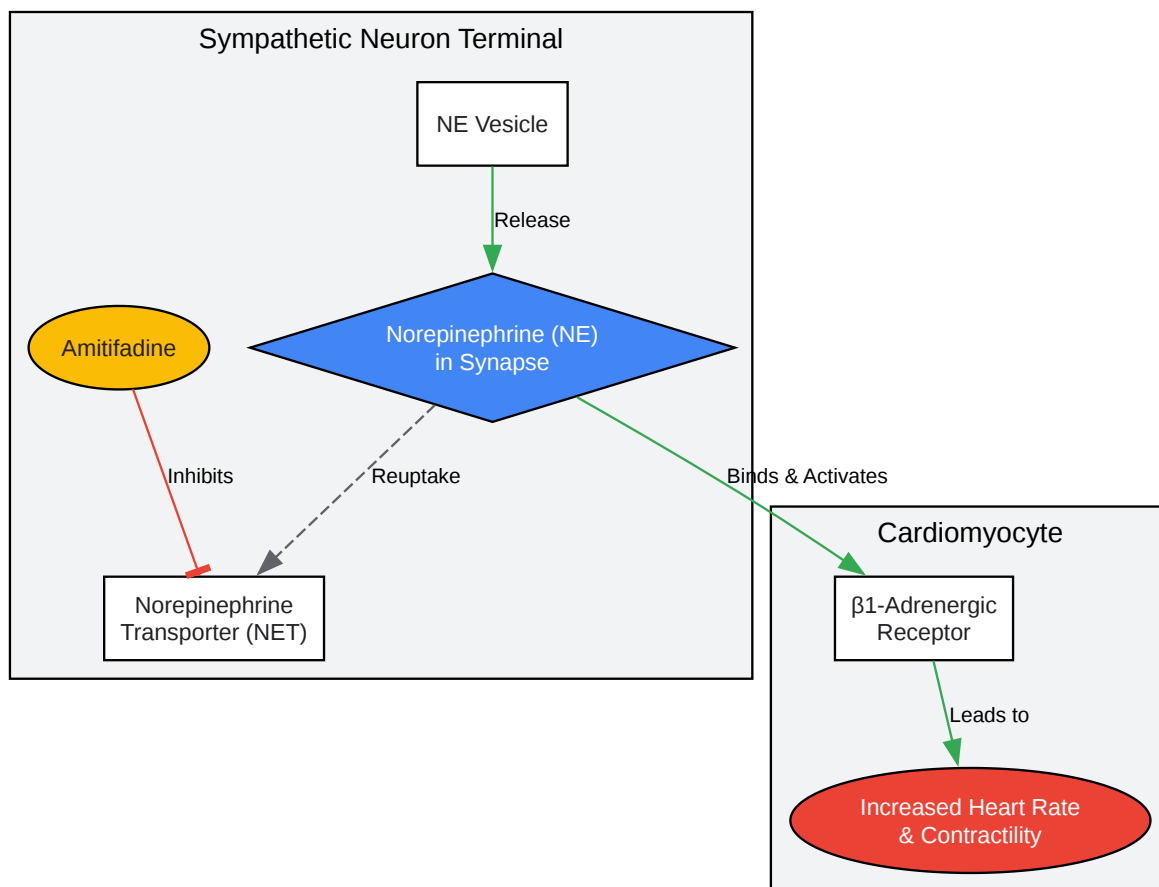 Sympathetic Neuron Terminal
NE Vesicle
Release
Amitifadine
Norepinephrine (NE)
in Synapse
Inhibits
Reuptake
Binds & Activates
Cardiomyocyte
Norepinephrine
Transporter (NET)
β1-Adrenergic
Receptor
Leads to
Increased Heart Rate
& Contractility